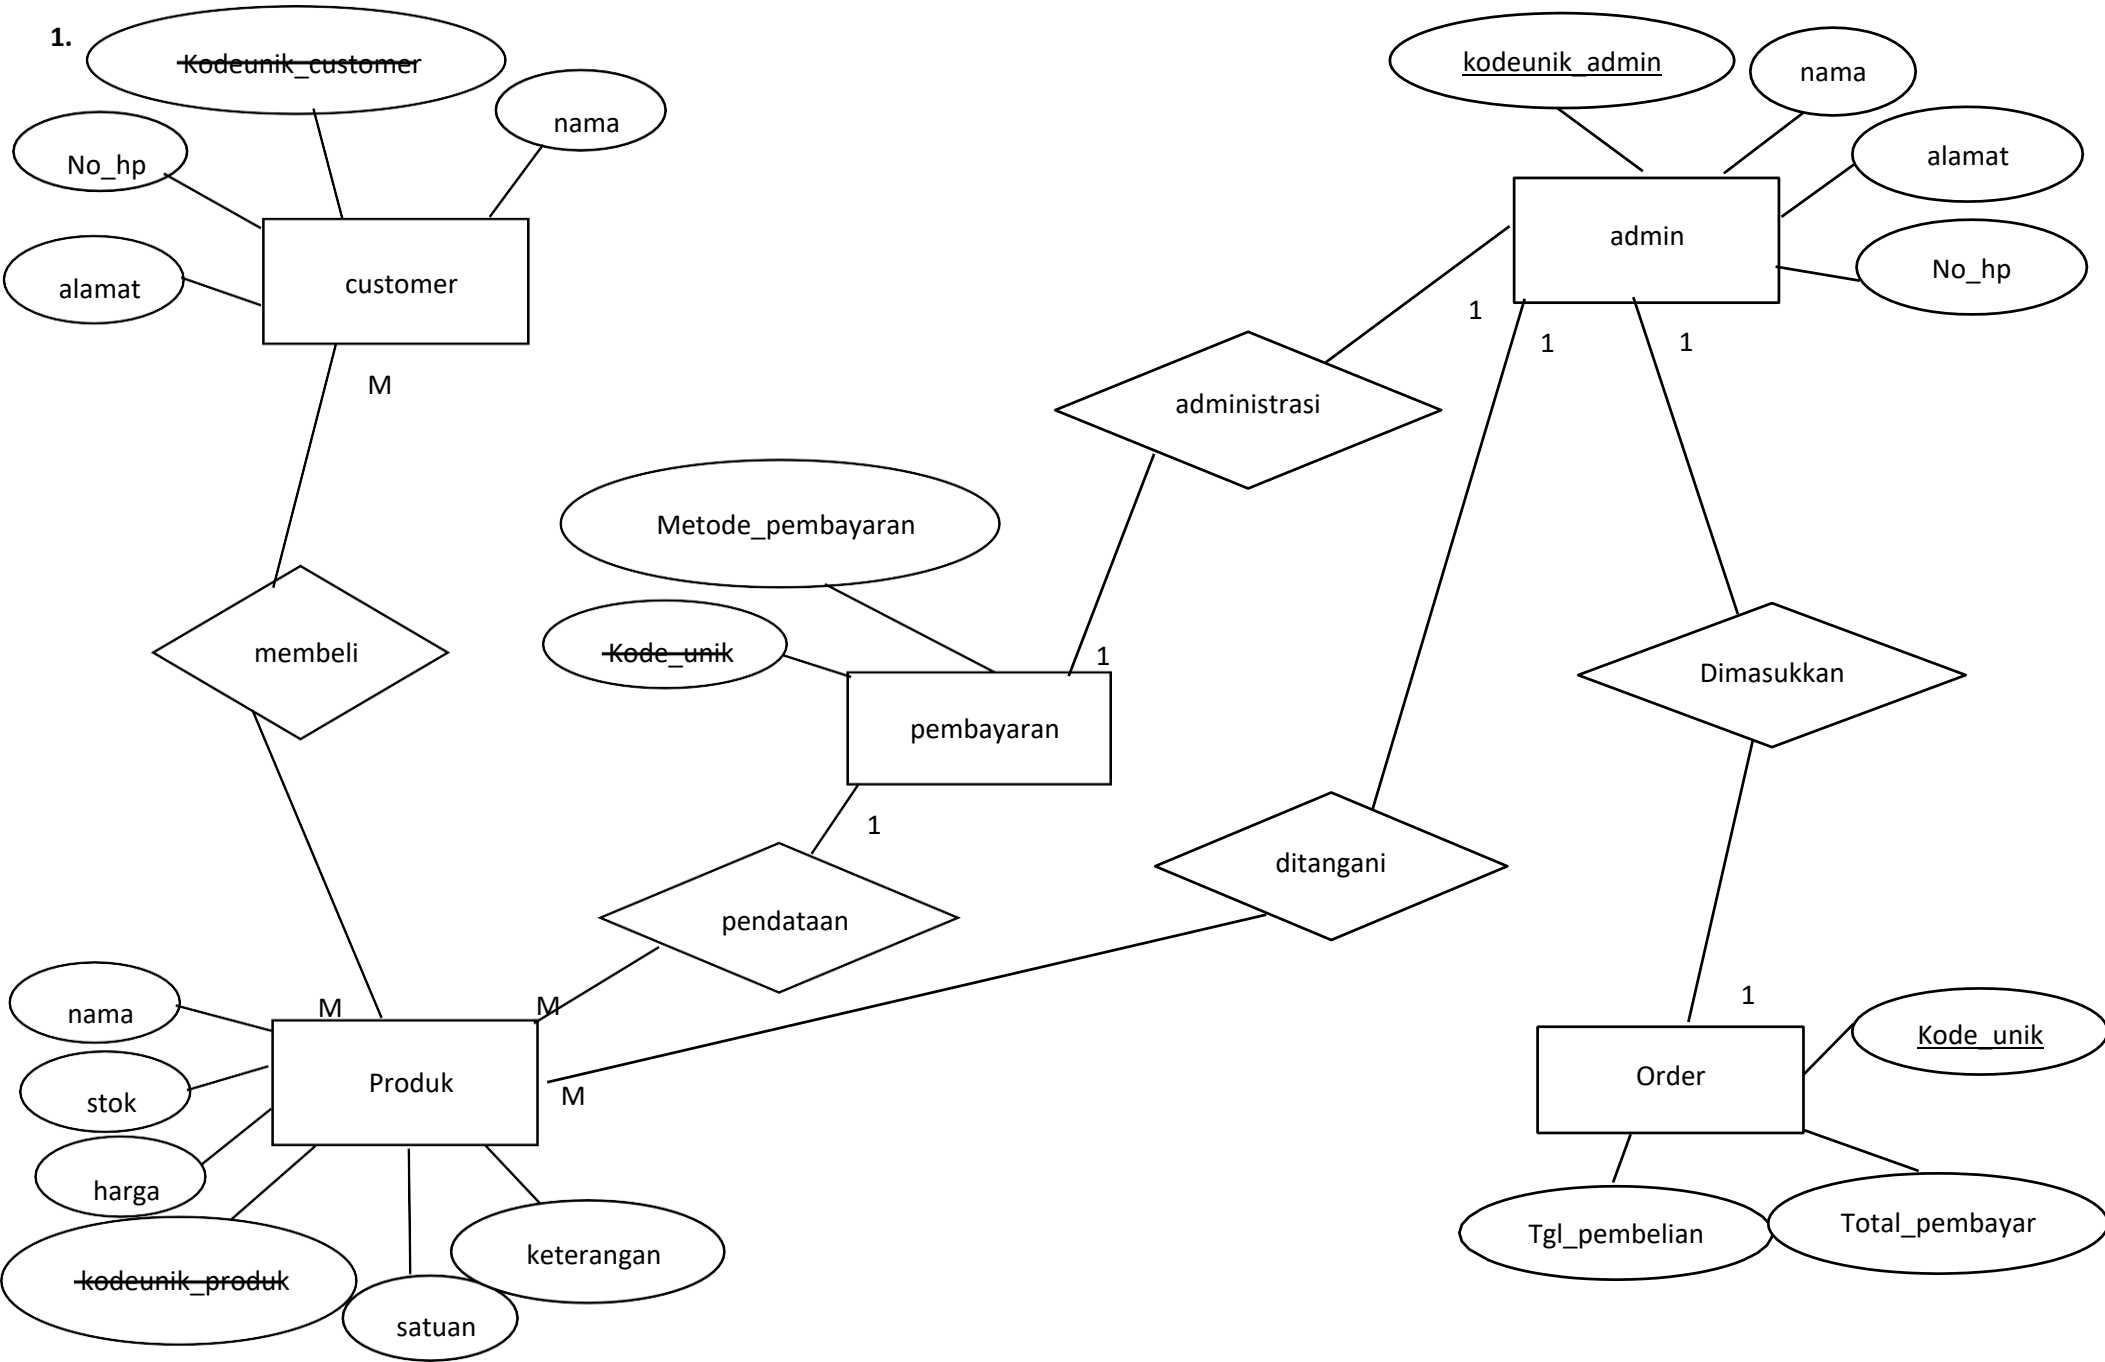 1.
Kodeunik_customer
nama
No_hp
alamat
customer
M
kodeunik_admin
nama
alamat
No_hp
admin
1
1
1
administrasi
Metode_pembayaran
Kode_unik
1
pembayaran
membeli
Dimasukkan
1
ditangani
pendataan
M
M
nama
stok
harga
kodeunik_produk
satuan
keterangan
Produk
M
1
Order
Kode_unik
Tgl_pembelian
Total_pembayar